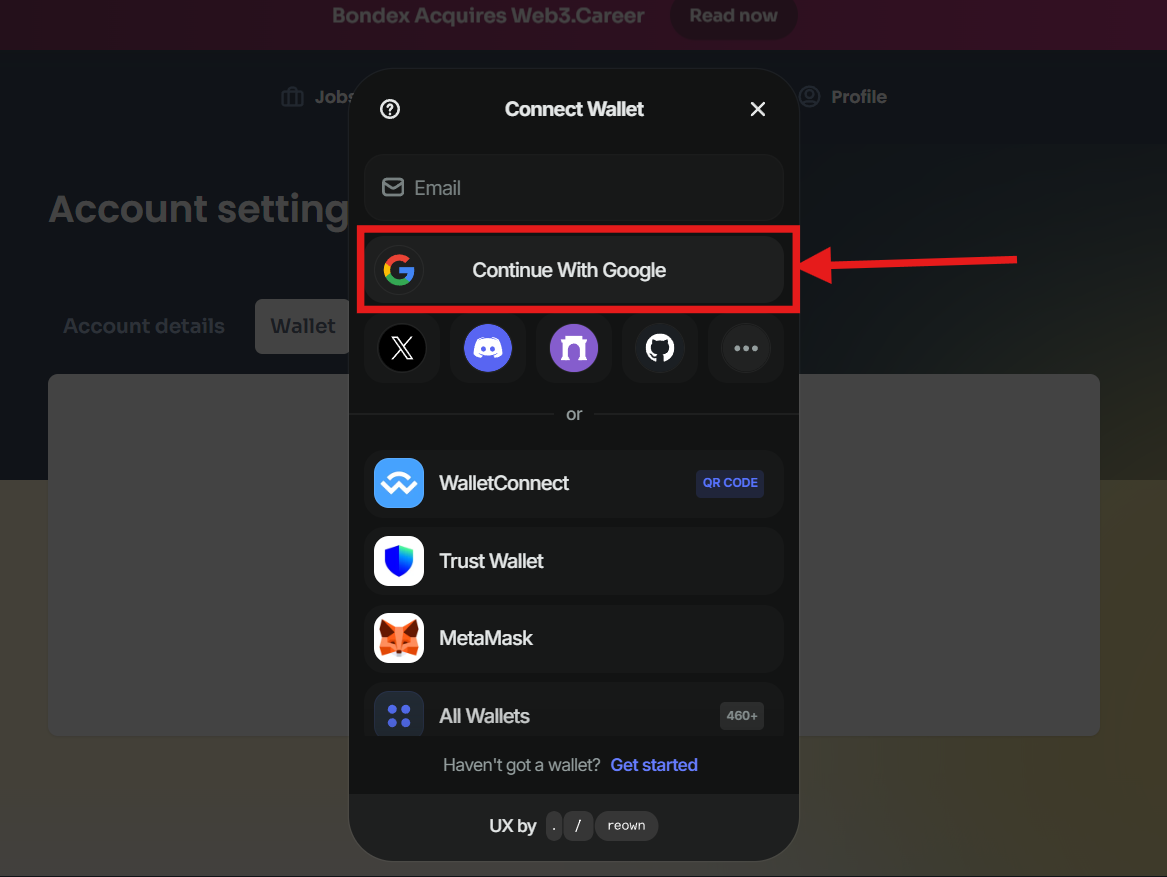 Bondex Acquires Web3.Career Read now
Jobs
Profile
Connect Wallet
Email
Account setting
Continue With Google
Account details
Wallet
or
WalletConnect QR CODE
Trust Wallet
MetaMask
All Wallets 460+
Haven't got a wallet? Get started
UX by . / reown